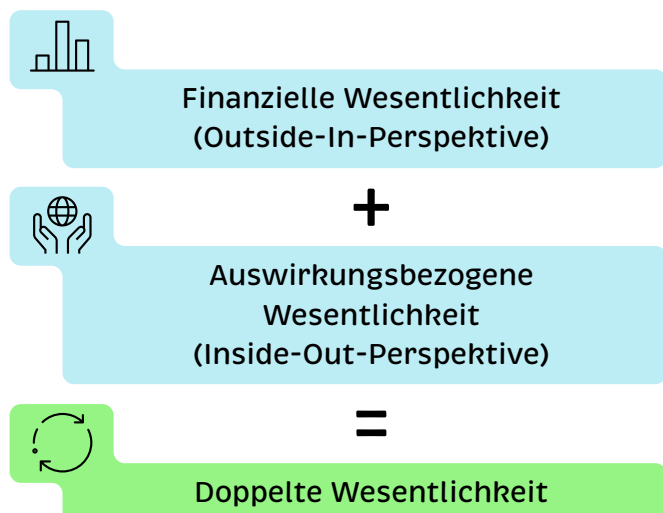 Finanzielle Wesentlichkeit
(Outside-In-Perspektive)
+
Auswirkungsbezogene
Wesentlichkeit
(Inside-Out-Perspektive)
=
Doppelte Wesentlichkeit